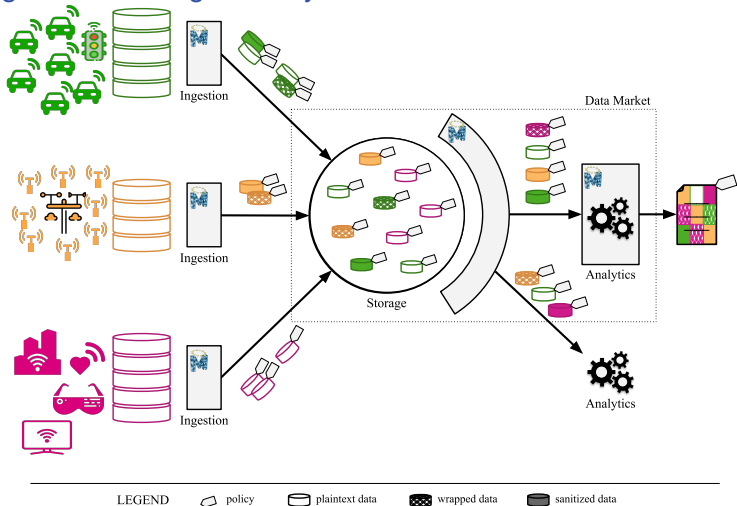 Ingestion
Data Market
Ingestion
Storage
Analytics
Ingestion
Analytics
LEGEND policy plaintext data wrapped data sanitized data